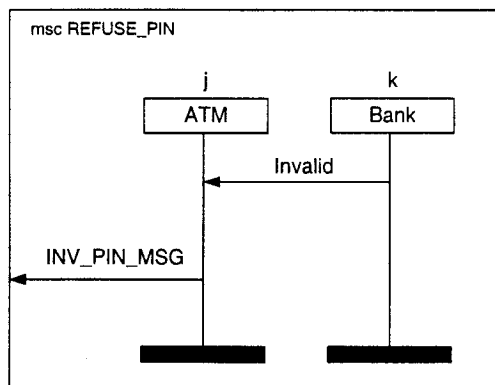 msc REFUSE_PIN
j k
ATM Bank
Invalid
INV_PIN_MSG